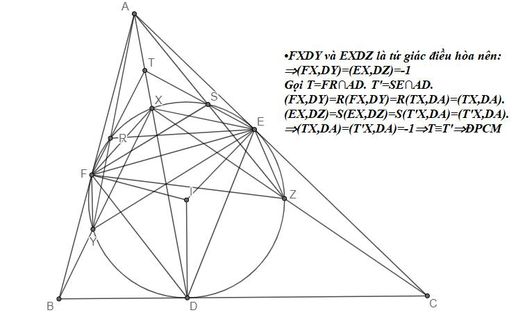 A
T
X
S
E
R
F
I
Z
Y
B
D
C
•FXDY và EXDZ là tứ giác điều hòa nên:
⇒(FX,DY)=(EX,DZ)=-1
Gọi T=FR∩AD. T'=SE∩AD.
(FX,DY)=R(FX,DY)=R(TX,DA)=(TX,DA).
(EX,DZ)=S(EX,DZ)=S(T'X,DA)=(T'X,DA).
⇒(TX,DA)=(T'X,DA)=-1⇒T≡T'⇒ĐPCM